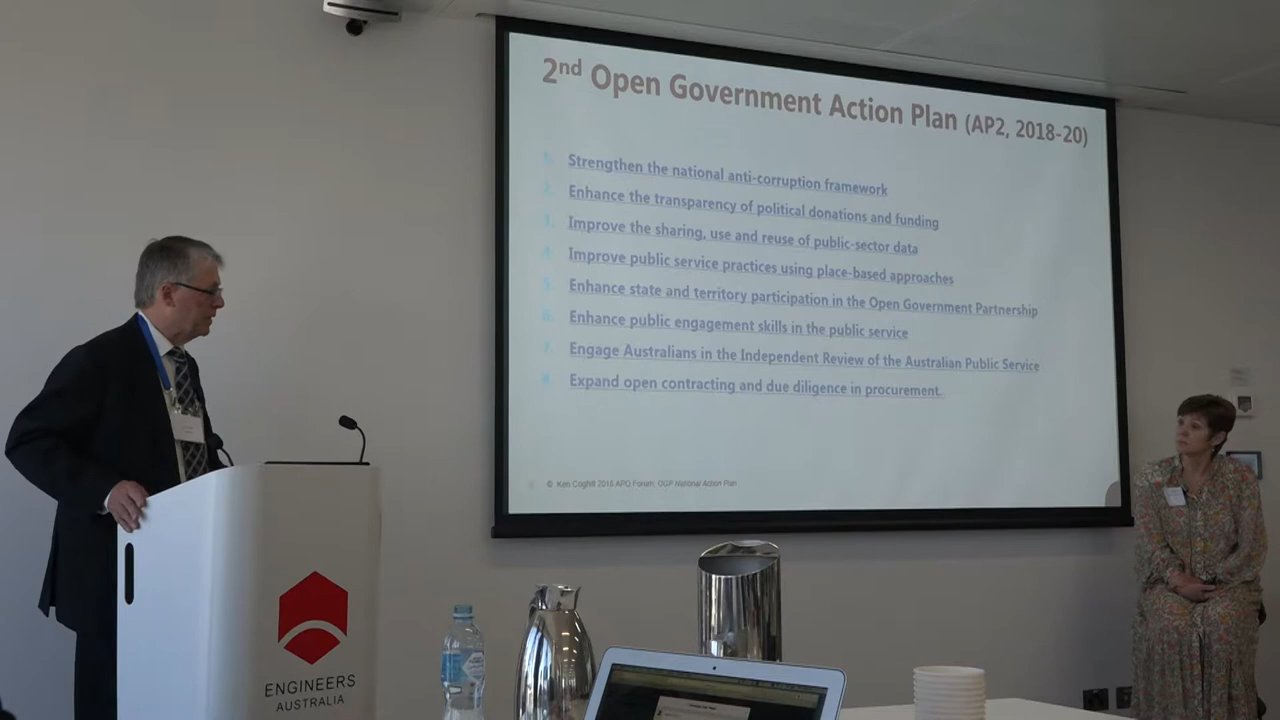 2nd Open Government Action Plan (AP2, 2018-20)
1. Strengthen the national anti-corruption framework
2. Enhance the transparency of political donations and funding
3. Improve the sharing, use and reuse of public-sector data
4. Improve public service practices using place-based approaches
5. Enhance state and territory participation in the Open Government Partnership
6. Enhance public engagement skills in the public service
7. Engage Australians in the Independent Review of the Australian Public Service
8. Expand open contracting and due diligence in procurement.
© Ken Coghill 2018 APO Forum: OGP National Action Plan
ENGINEERS
AUSTRALIA